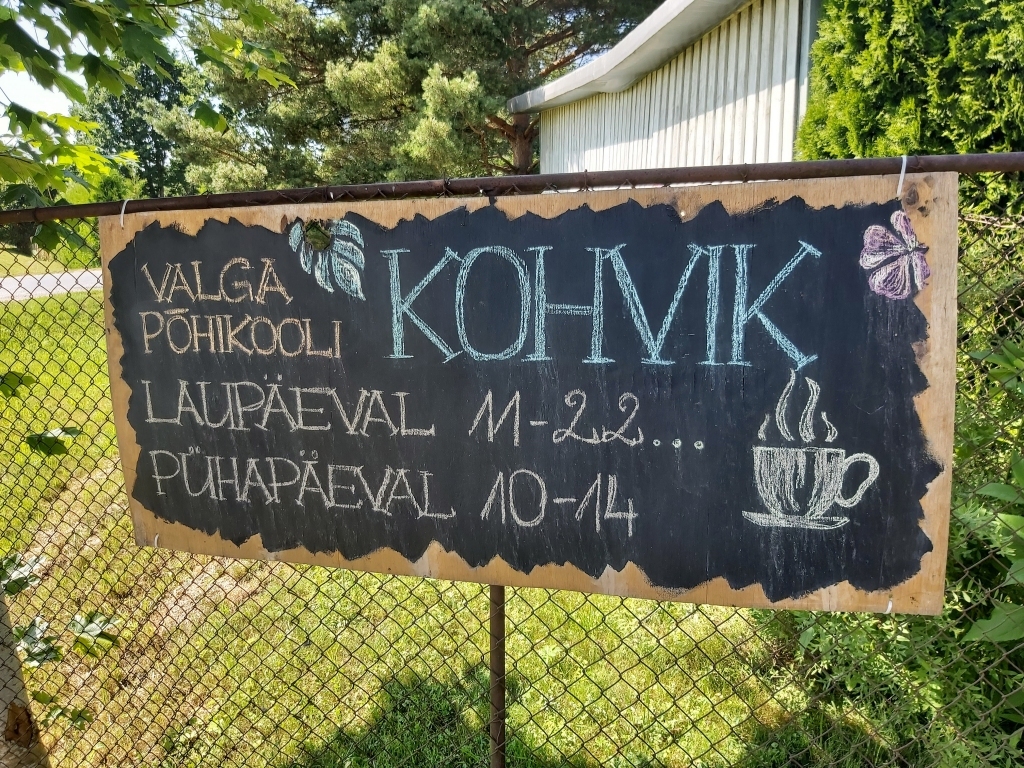 VALGA
PÕHIKOOLI
KOHVIK
LAUPÄEVAL 11-22...
PÜHAPÄEVAL 10-14